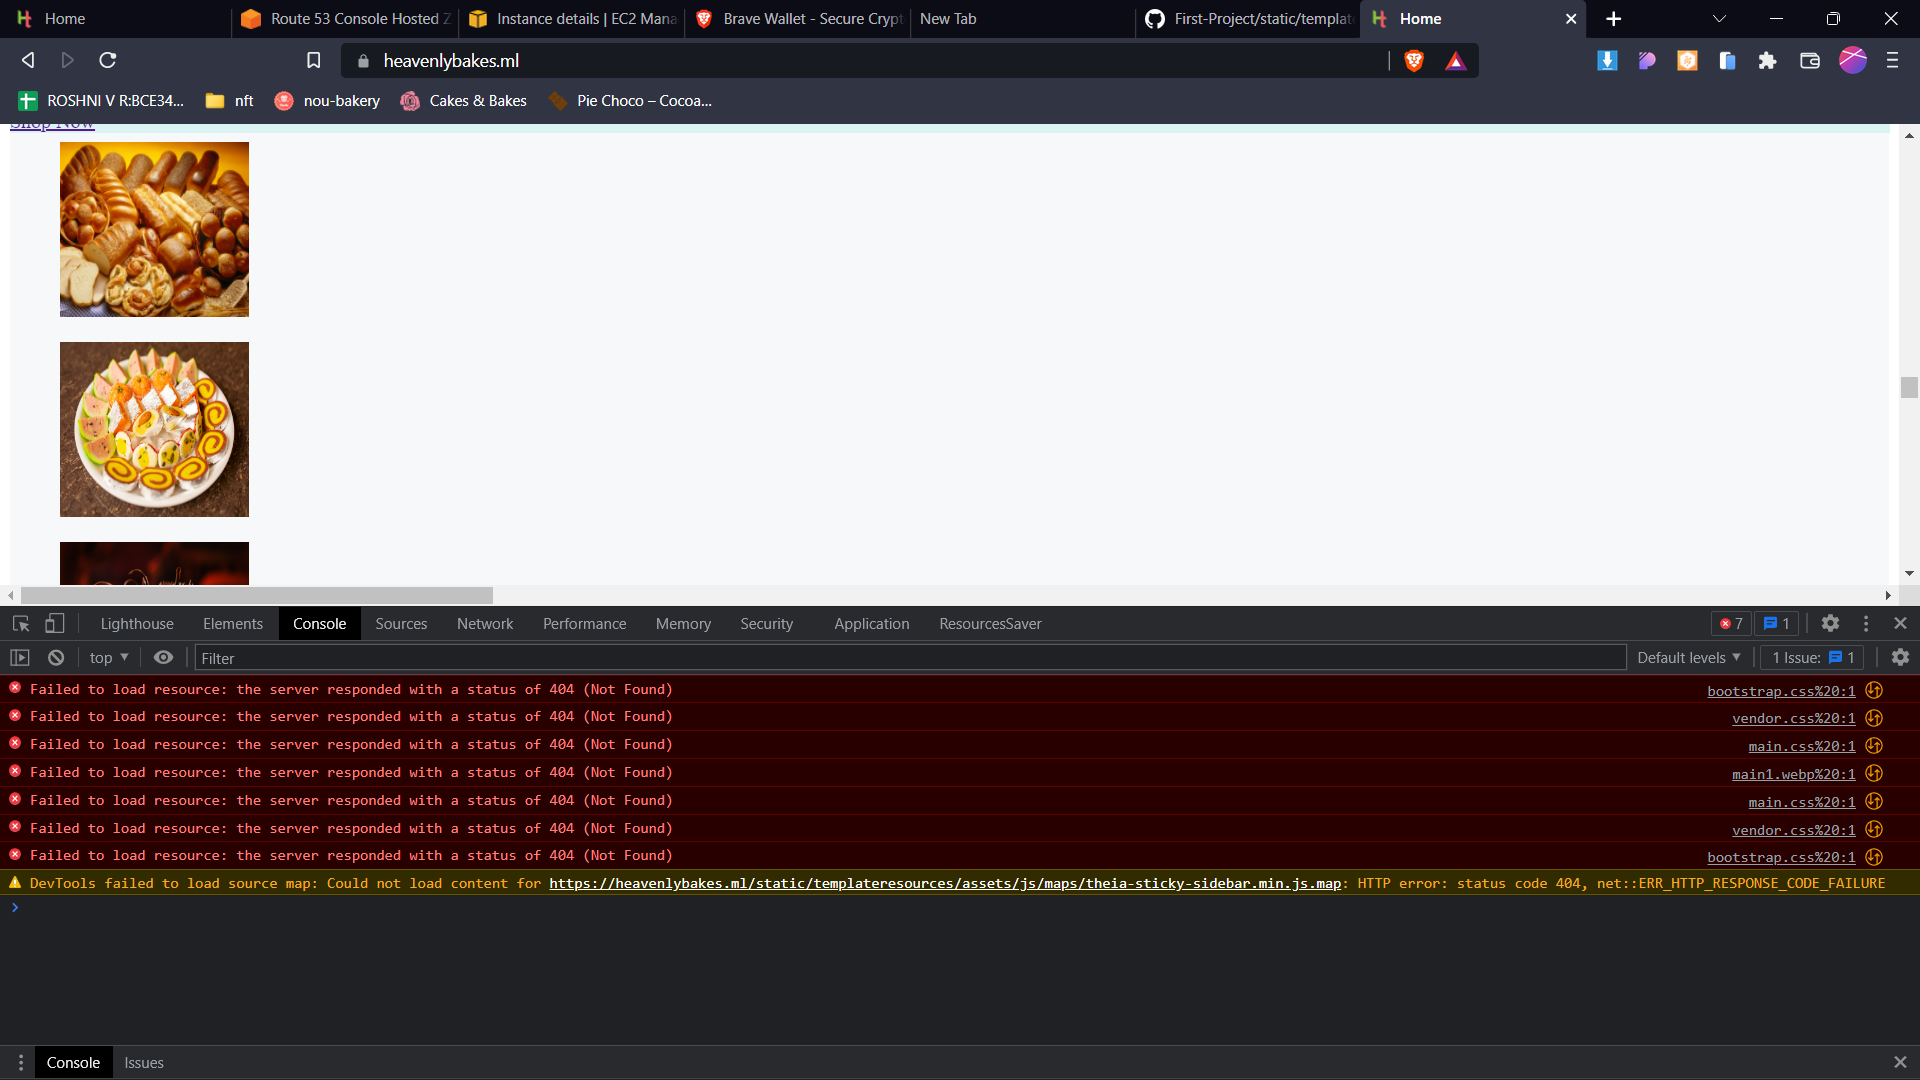 Home
Route 53 Console Hosted Z
Instance details | EC2 Mana
Brave Wallet - Secure Crypt
New Tab
First-Project/static/templat
Home
heavenlybakes.ml
ROSHNI V R:BCE34...
nft
nou-bakery
Cakes & Bakes
Pie Choco – Cocoa...
Shop Now
Lighthouse
Elements
Console
Sources
Network
Performance
Memory
Security
Application
ResourcesSaver
7
1
top
Filter
Default levels
1 Issue:
1
Failed to load resource: the server responded with a status of 404 (Not Found)
bootstrap.css%20:1
Failed to load resource: the server responded with a status of 404 (Not Found)
vendor.css%20:1
Failed to load resource: the server responded with a status of 404 (Not Found)
main.css%20:1
Failed to load resource: the server responded with a status of 404 (Not Found)
main1.webp%20:1
Failed to load resource: the server responded with a status of 404 (Not Found)
main.css%20:1
Failed to load resource: the server responded with a status of 404 (Not Found)
vendor.css%20:1
Failed to load resource: the server responded with a status of 404 (Not Found)
bootstrap.css%20:1
DevTools failed to load source map: Could not load content for https://heavenlybakes.ml/static/templateresources/assets/js/maps/theia-sticky-sidebar.min.js.map: HTTP error: status code 404, net::ERR_HTTP_RESPONSE_CODE_FAILURE
Console
Issues